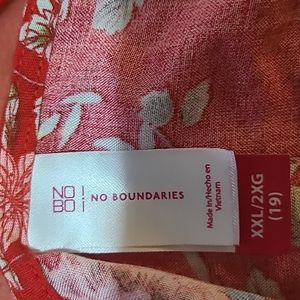 NO
BO
NO BOUNDARIES
Made in/Hecho en
Vietnam
XXL/2XG
(19)